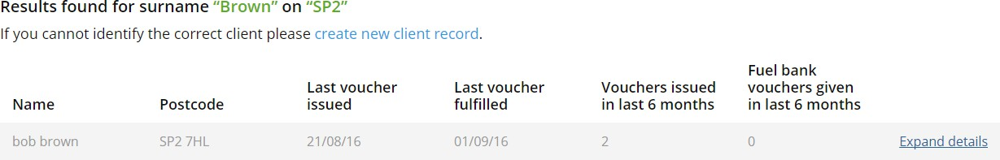 Results found for surname “Brown” on “SP2”
If you cannot identify the correct client please create new client record.
Name Postcode Last voucher issued Last voucher fulfilled Vouchers issued in last 6 months Fuel bank vouchers given in last 6 months
bob brown SP2 7HL 21/08/16 01/09/16 2 0 Expand details